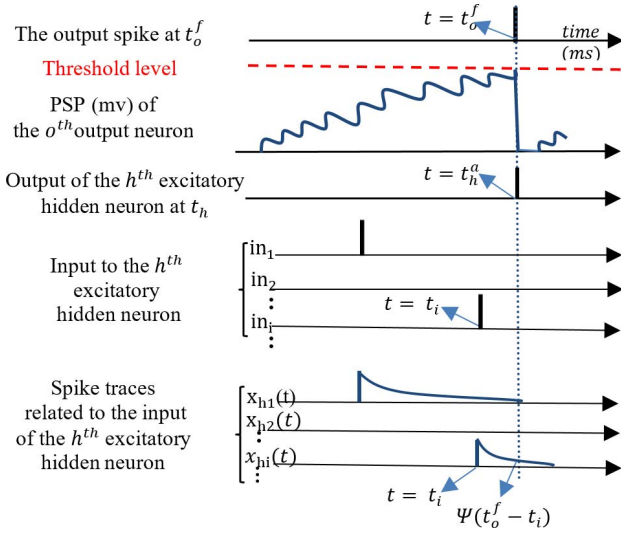 The output spike at t_o^f
t = t_o^f
time
(ms)
Threshold level
PSP (mv) of
the o^th output neuron
Output of the h^th excitatory
hidden neuron at t_h
t = t_h^a
Input to the h^th
excitatory
hidden neuron
in_1
in_2
⋮
in_i
⋮
t = t_i
Spike traces
related to the input
of the h^th excitatory
hidden neuron
x_h1(t)
x_h2(t)
⋮
x_hi(t)
⋮
t = t_i
Ψ(t_o^f − t_i)